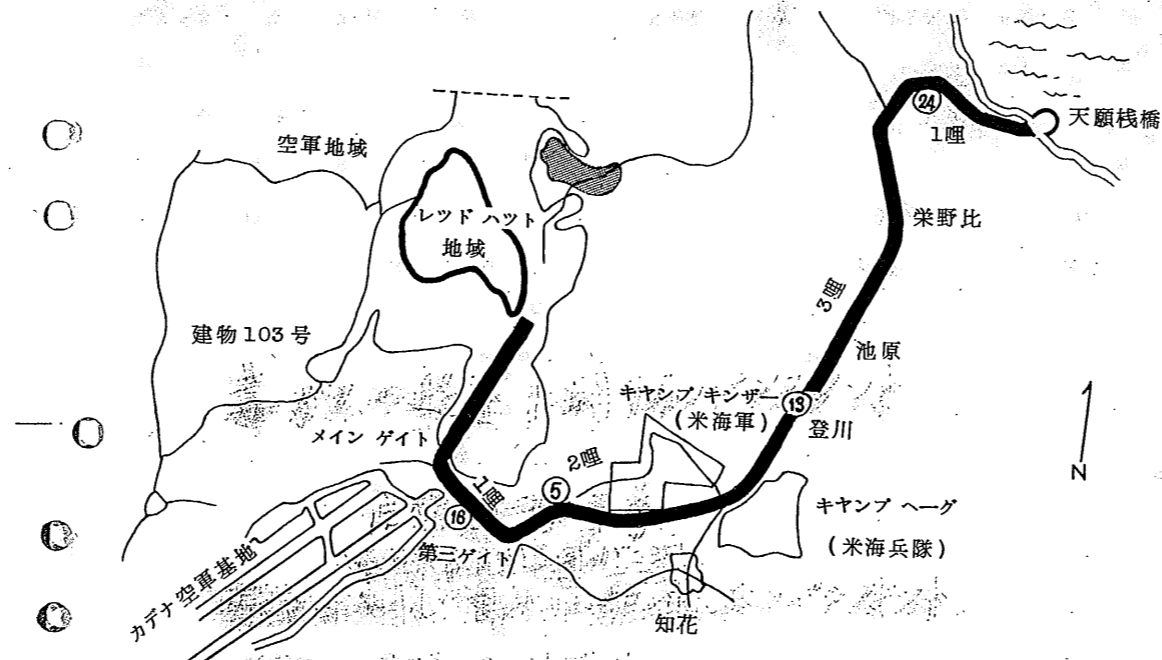 天願桟橋
㉔
1哩
空軍地域
レツド ハツト
地域
栄野比
3哩
建物103号
池原
キヤンプ キンザー
(米海軍)
⑬
登川
メイン ゲイト
2哩
⑤
1哩
⑯
キヤンプ ヘーグ
(米海兵隊)
第三ゲイト
カデナ空軍基地
知花
N